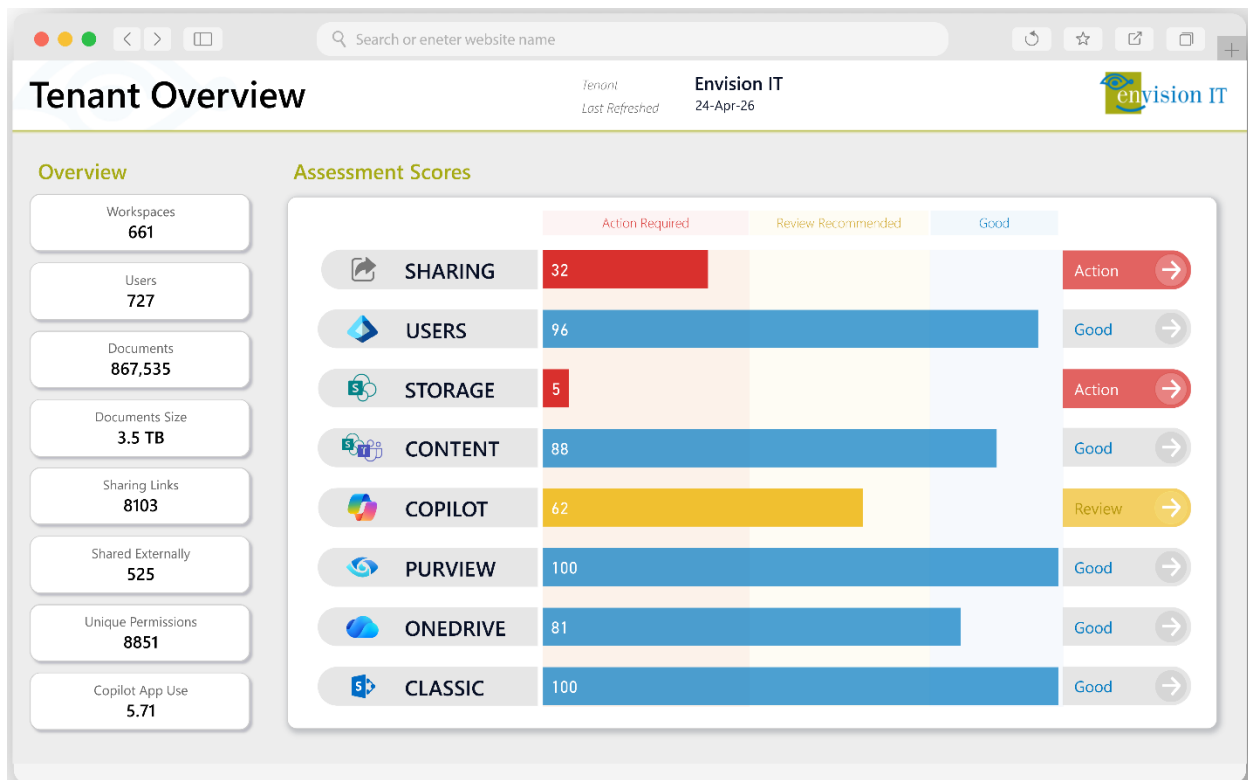 Search or eneter website name
Tenant Overview
Tenant Envision IT
Last Refreshed 24-Apr-26
envision IT
Overview
Workspaces
661
Users
727
Documents
867,535
Documents Size
3.5 TB
Sharing Links
8103
Shared Externally
525
Unique Permissions
8851
Copilot App Use
5.71
Assessment Scores
Action Required Review Recommended Good
SHARING 32 Action
USERS 96 Good
S STORAGE 5 Action
S T CONTENT 88 Good
COPILOT 62 Review
PURVIEW 100 Good
ONEDRIVE 81 Good
S CLASSIC 100 Good